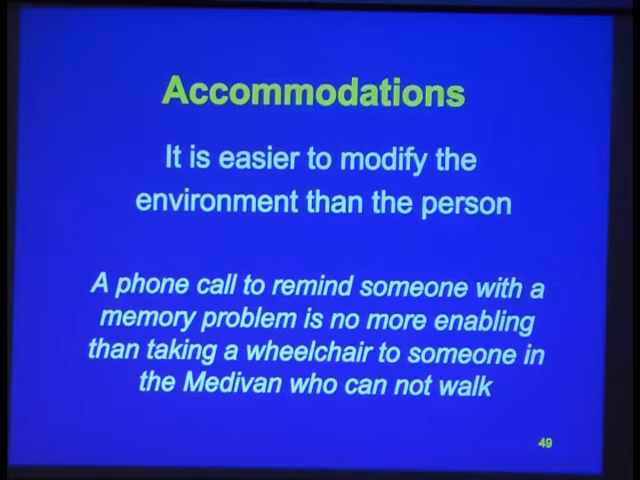 Accommodations
It is easier to modify the
environment than the person
A phone call to remind someone with a
memory problem is no more enabling
than taking a wheelchair to someone in
the Medivan who can not walk
49